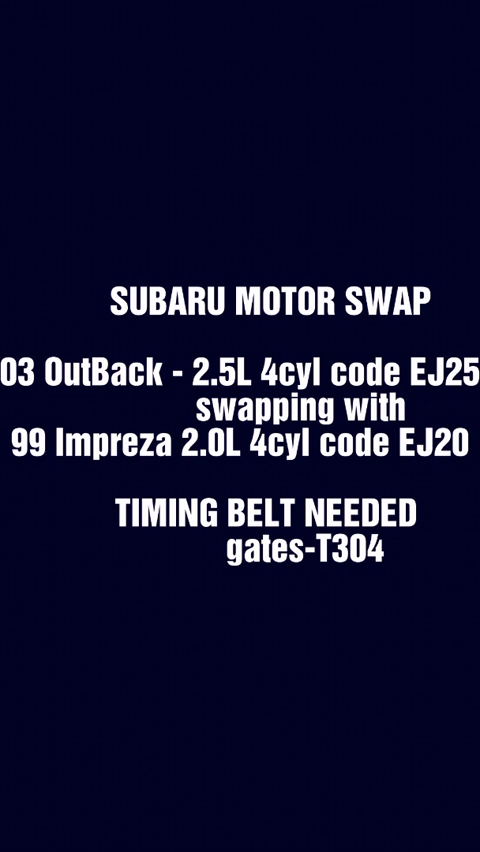 SUBARU MOTOR SWAP
03 OutBack - 2.5L 4cyl code EJ25
swapping with
99 Impreza 2.0L 4cyl code EJ20
TIMING BELT NEEDED
gates-T304